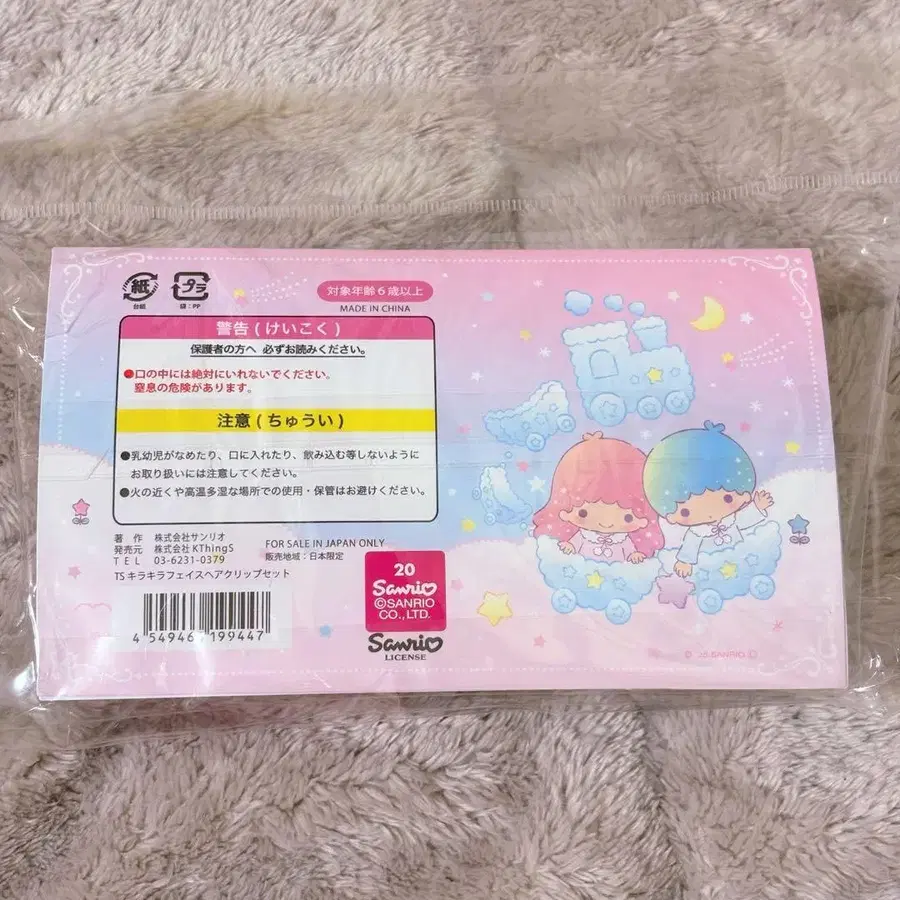 紙
台紙
プラ
袋:PP
対象年齢6歳以上
MADE IN CHINA
警告(けいこく)
保護者の方へ 必ずお読みください。
●口の中には絶対にいれないでください。
窒息の危険があります。
注意(ちゅうい)
●乳幼児がなめたり、口に入れたり、飲み込む等しないように
お取り扱いには注意してください。
●火の近くや高温多湿な場所での使用・保管はお避けください。
著 作 株式会社サンリオ
発売元 株式会社KThingS
TEL 03-6231-0379
TS キラキラフェイスヘアクリップセット
FOR SALE IN JAPAN ONLY
販売地域:日本限定
4 549467 199447
20
Sanrio
©SANRIO
CO.,LTD.
Sanrio
LICENSE